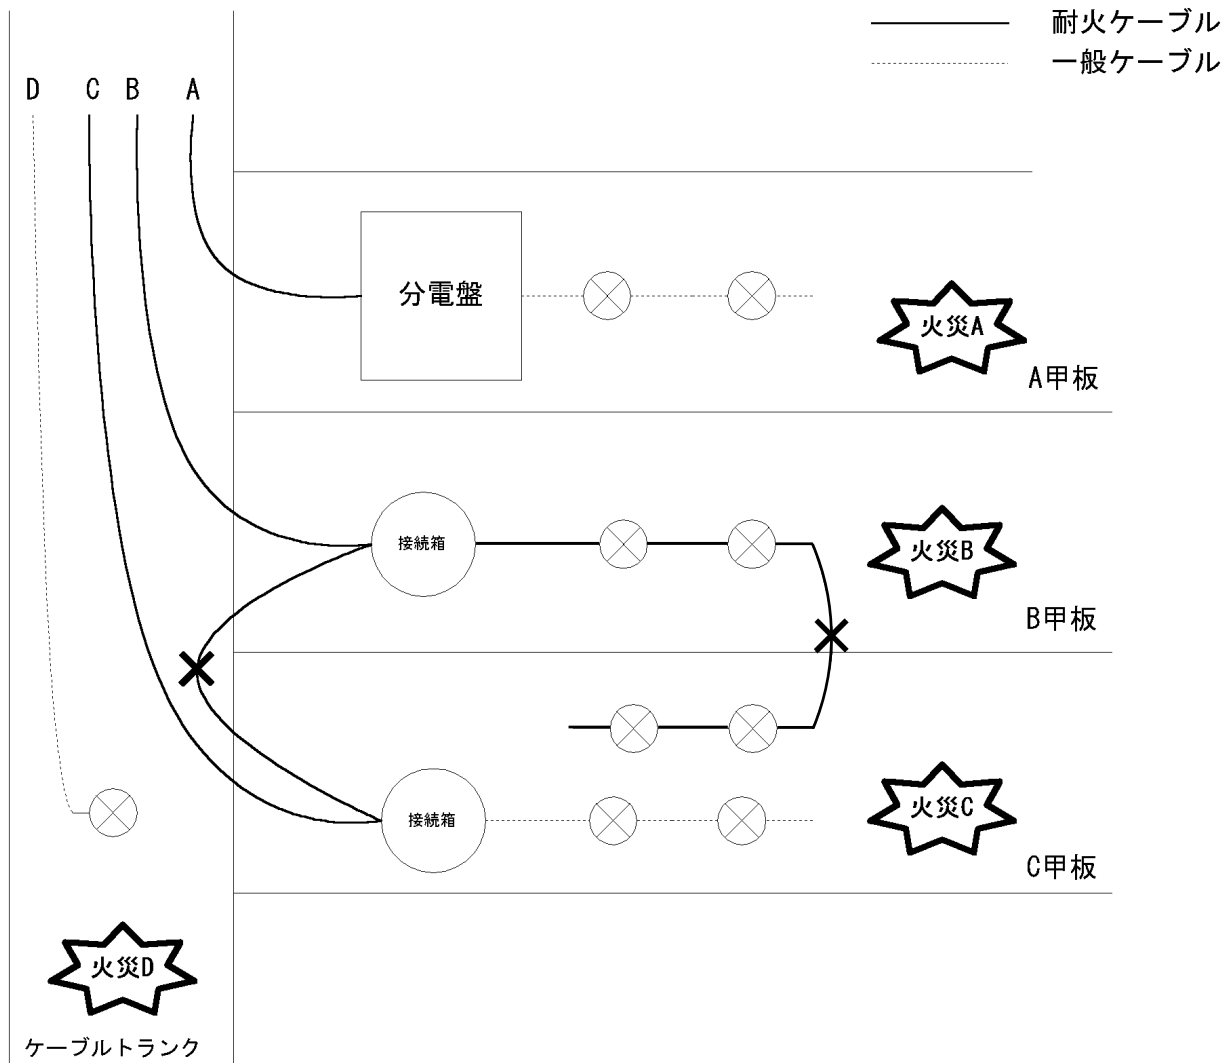 耐火ケーブル
一般ケーブル
D C B A
分電盤
火災A
A甲板
接続箱
火災B
B甲板
接続箱
火災C
C甲板
火災D
ケーブルトランク